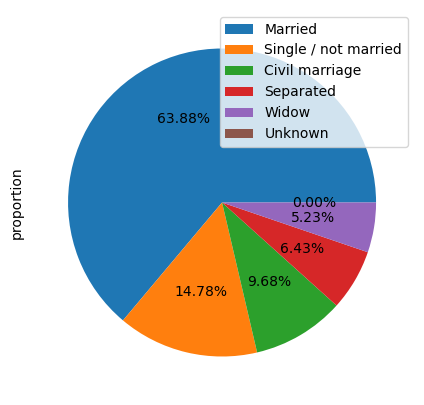 Married
Single / not married
Civil marriage
Separated
Widow
Unknown
63.88%
0.00%
5.23%
6.43%
9.68%
14.78%
proportion